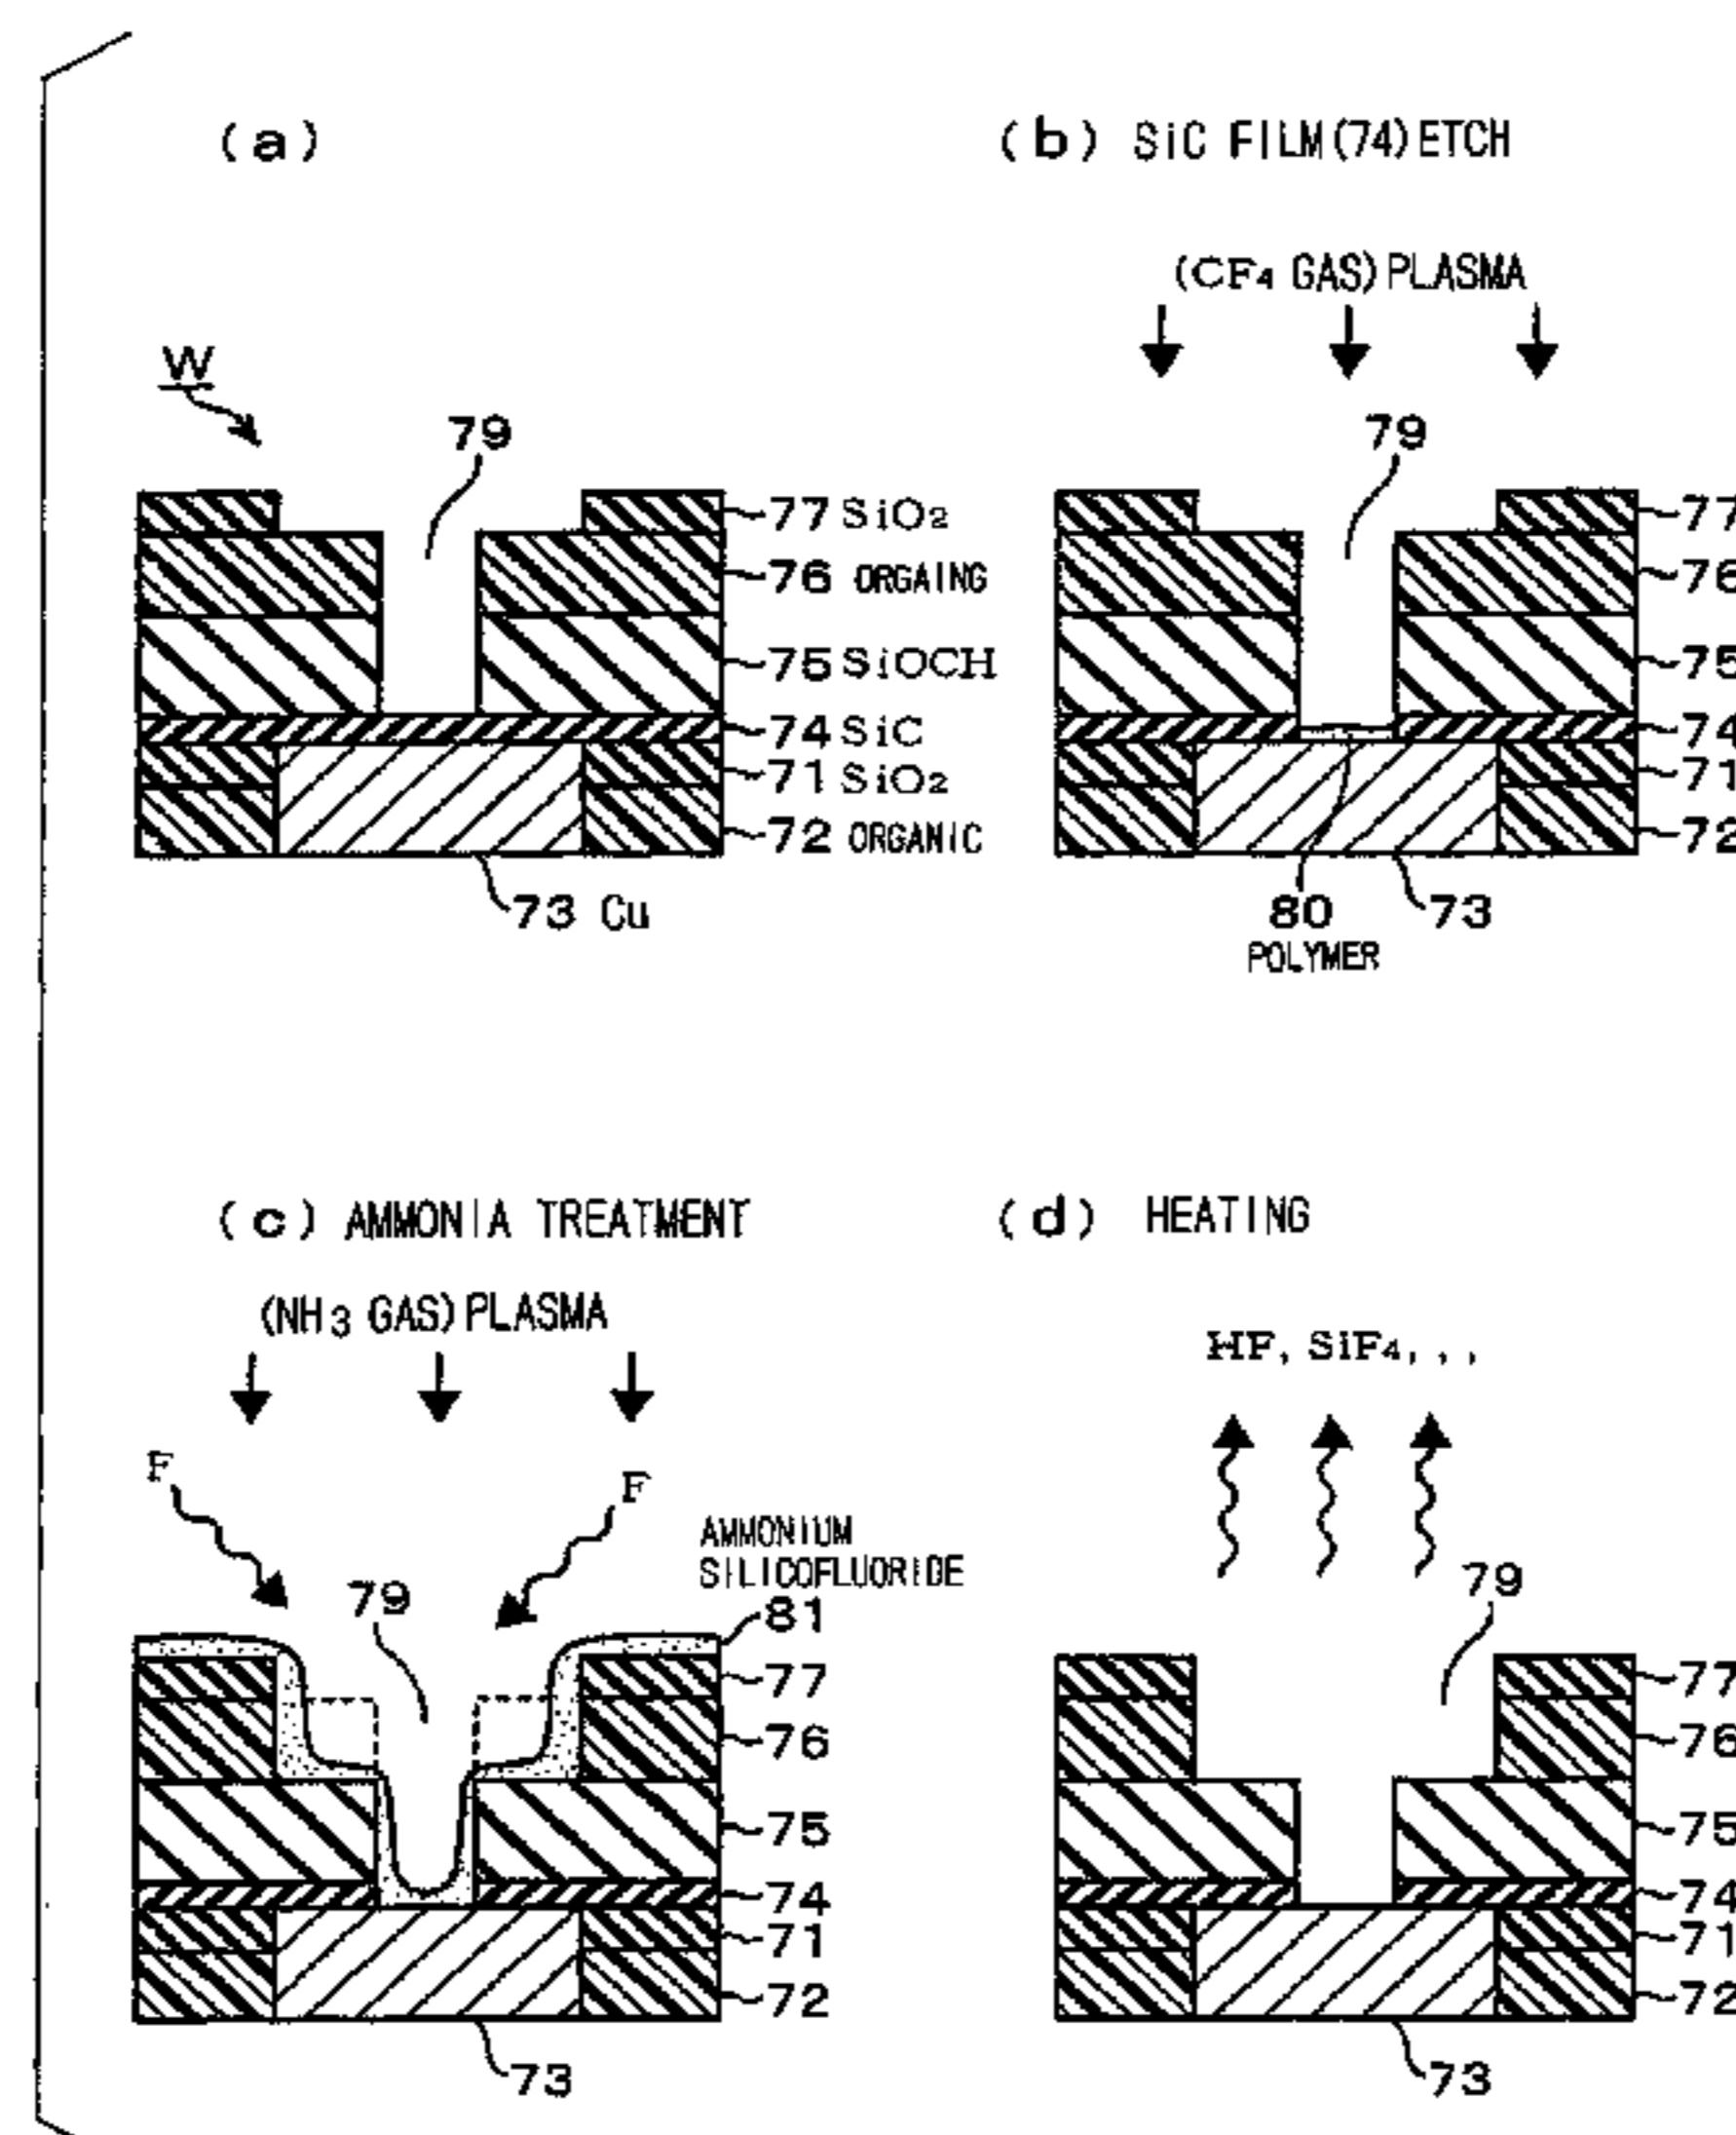 (a)
W
79
77 SiO2
76 ORGAING
75 SiOCH
74 SiC
71 SiO2
72 ORGANIC
73 Cu
(b) SiC FILM(74)ETCH
(CF4 GAS)PLASMA
79
77
76
75
74
71
72
80
POLYMER
73
(c) AMMONIA TREATMENT
(NH3 GAS)PLASMA
F
F
AMMONIUM
SILICOFLUORIDE
79
81
77
76
75
74
71
72
73
(d) HEATING
HF, SiF4, , ,
79
77
76
75
74
71
72
73